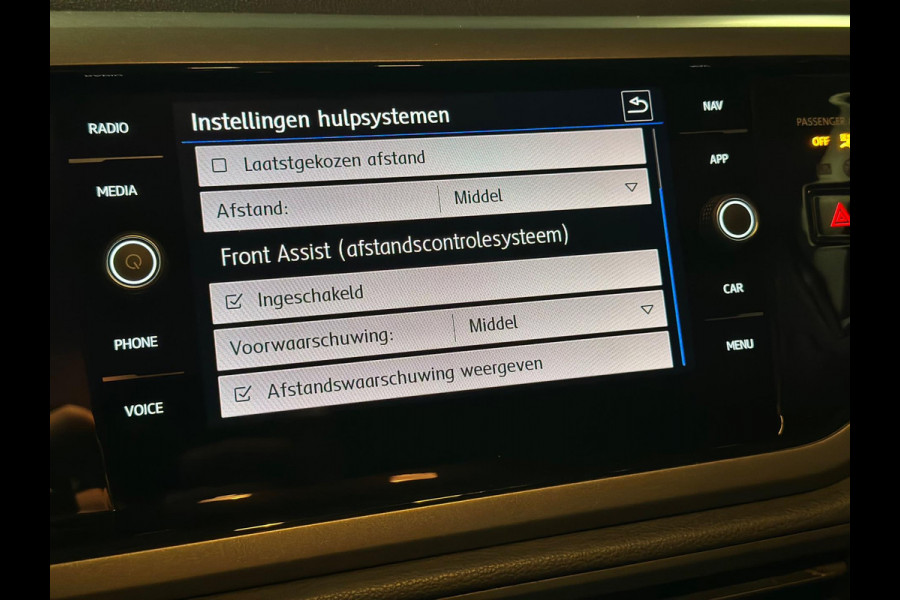 RADIO
MEDIA
PHONE
VOICE
Instellingen hulpsystemen
Laatstgekozen afstand
Afstand: Middel
Front Assist (afstandscontrolesysteem)
Ingeschakeld
Voorwaarschuwing: Middel
Afstandswaarschuwing weergeven
NAV
APP
CAR
MENU
PASSENGER
OFF